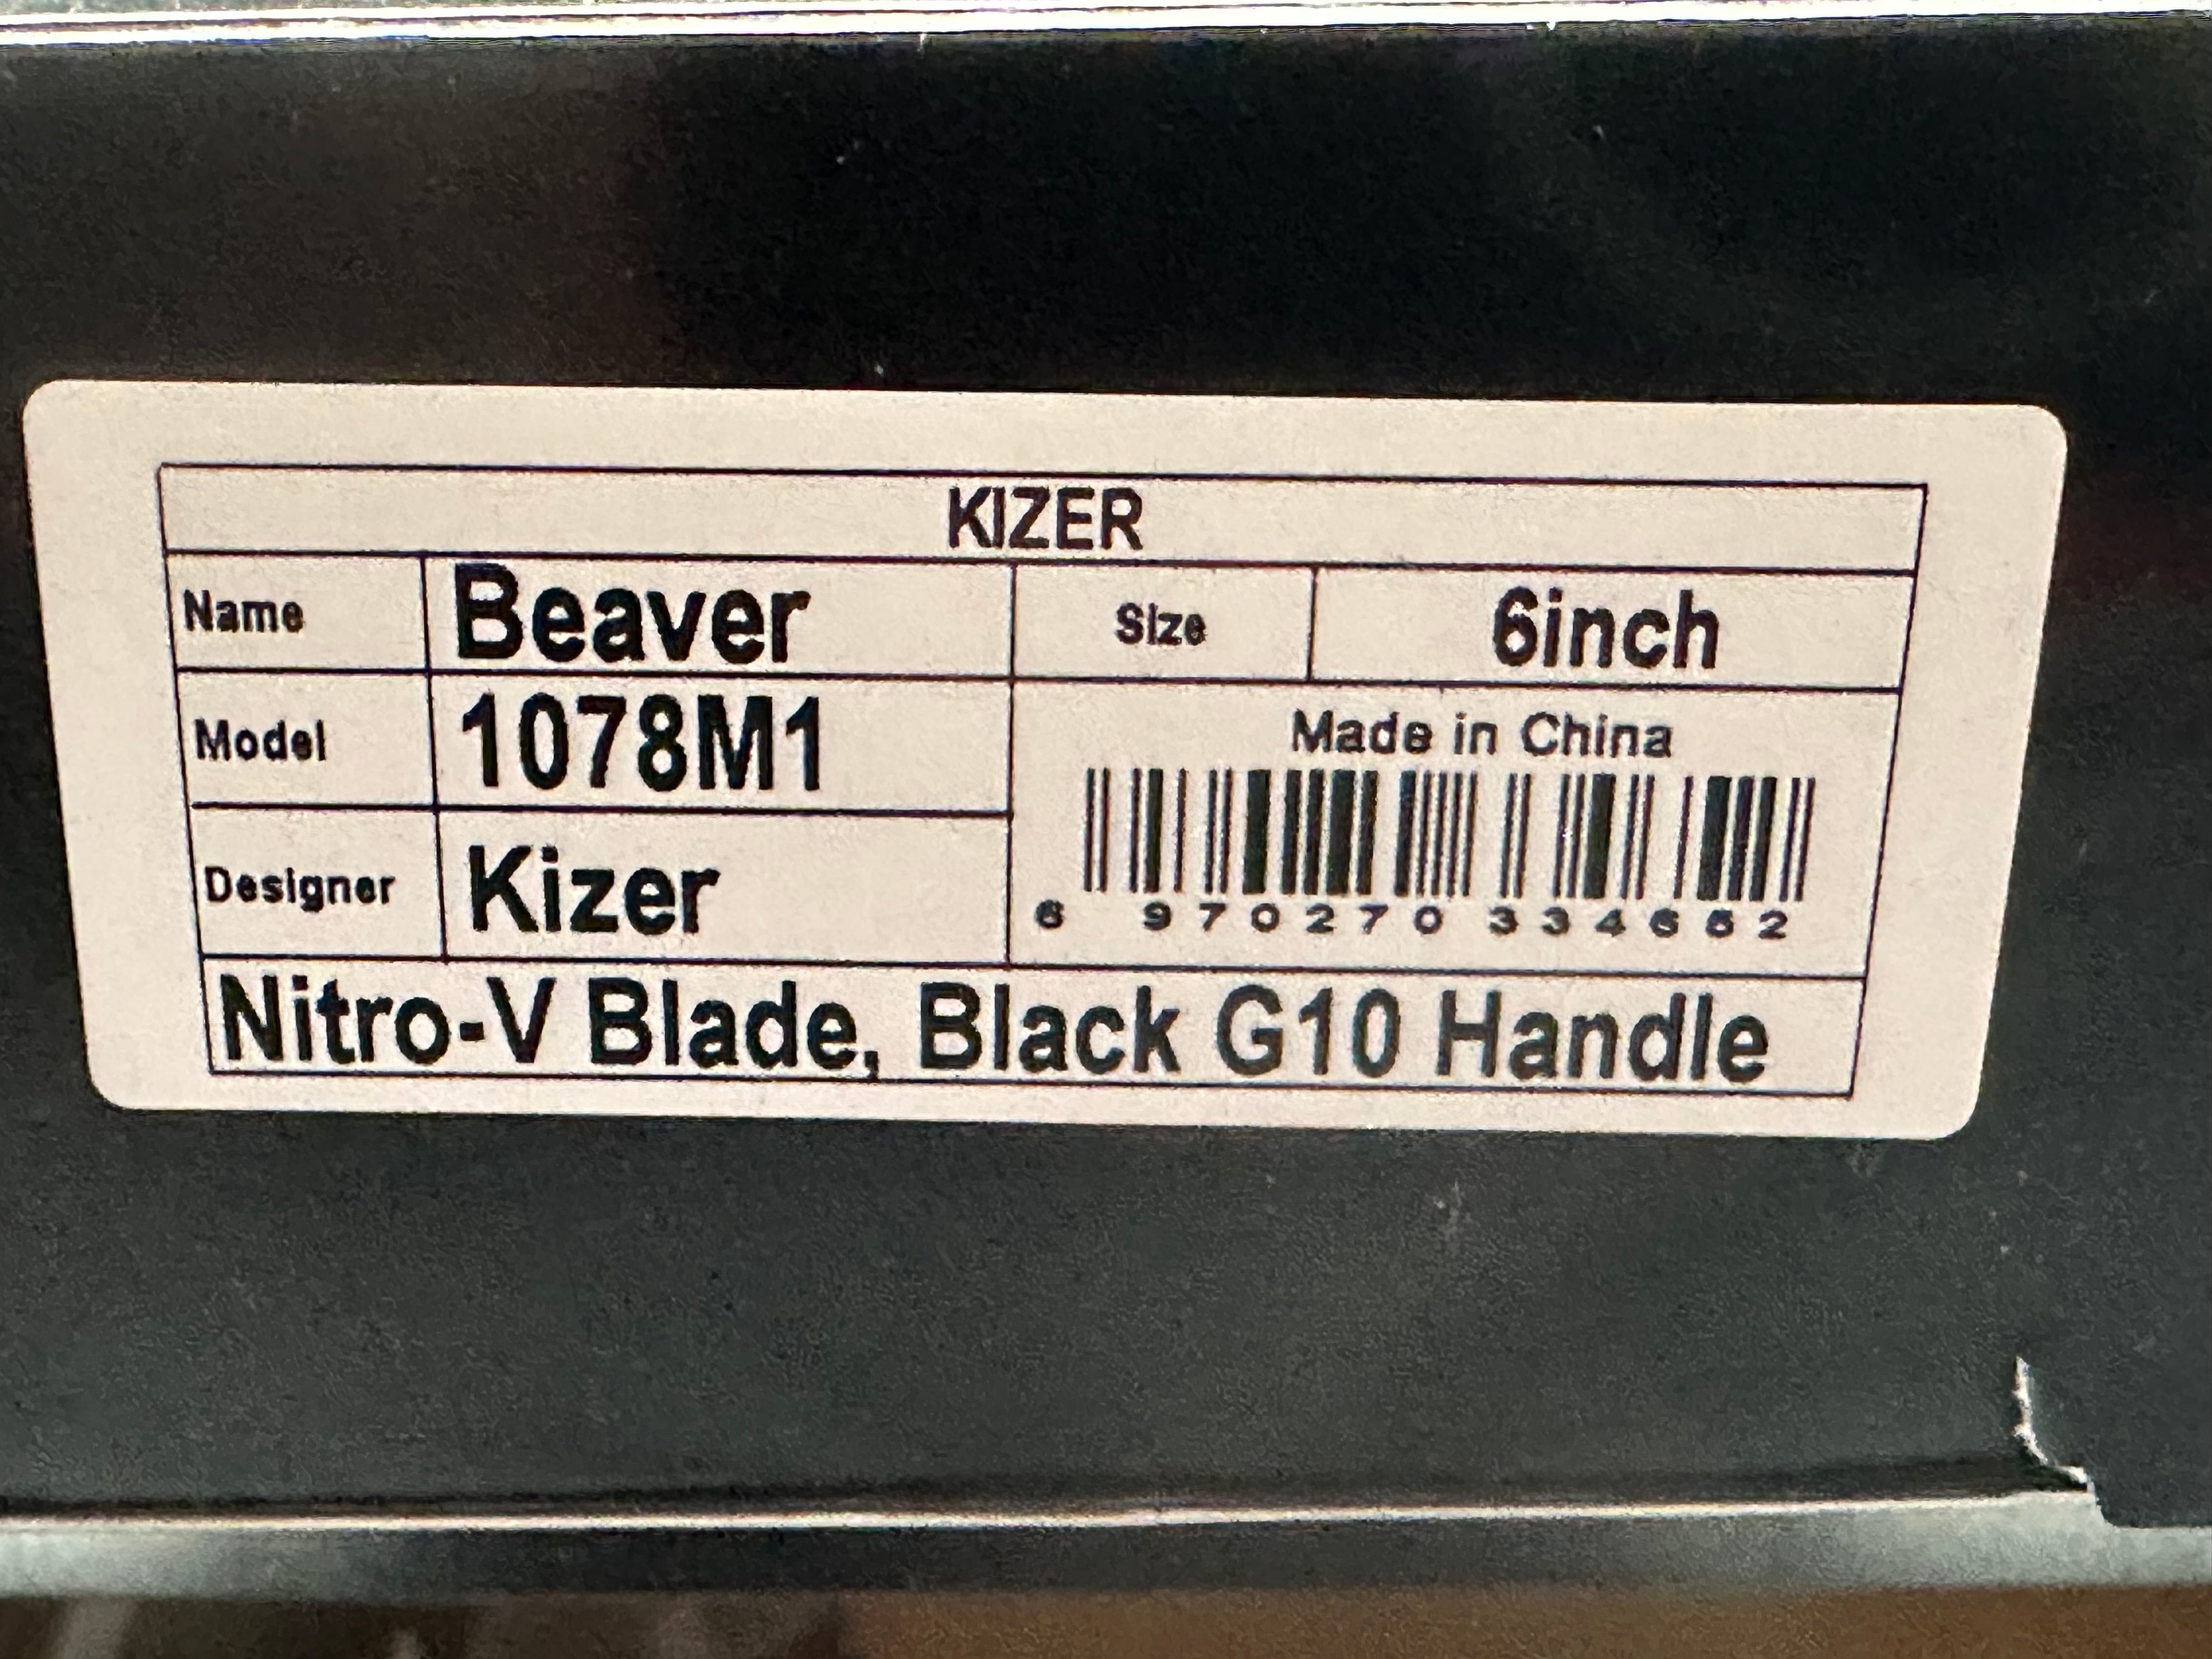 KIZER
Name Beaver Size 6inch
Model 1078M1
Made in China
Designer Kizer
6 970270 334662
Nitro-V Blade, Black G10 Handle